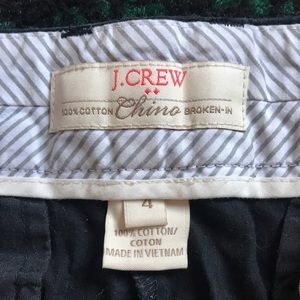 J.CREW
100% COTTON Chino BROKEN-IN
4
100% COTTON/
COTON
MADE IN VIETNAM